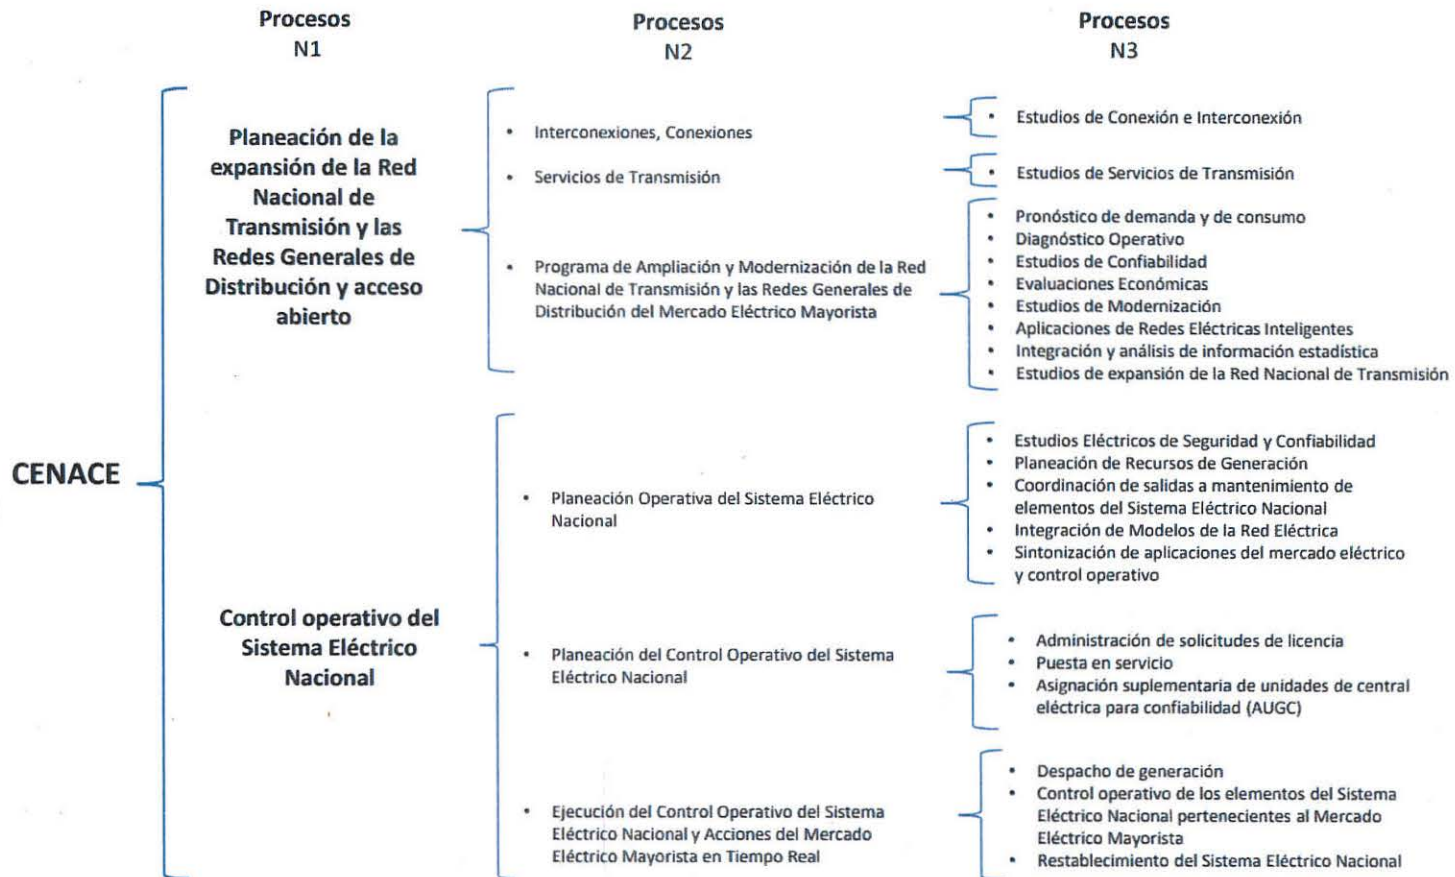 Procesos
N1
Procesos
N2
Procesos
N3
CENACE
Planeación de la
expansión de la Red
Nacional de
Transmisión y las
Redes Generales de
Distribución y acceso
abierto
• Interconexiones, Conexiones
• Estudios de Conexión e Interconexión
• Servicios de Transmisión
• Estudios de Servicios de Transmisión
• Programa de Ampliación y Modernización de la Red
Nacional de Transmisión y las Redes Generales de
Distribución del Mercado Eléctrico Mayorista
• Pronóstico de demanda y de consumo
• Diagnóstico Operativo
• Estudios de Confiabilidad
• Evaluaciones Económicas
• Estudios de Modernización
• Aplicaciones de Redes Eléctricas Inteligentes
• Integración y análisis de información estadística
• Estudios de expansión de la Red Nacional de Transmisión
Control operativo del
Sistema Eléctrico
Nacional
• Planeación Operativa del Sistema Eléctrico
Nacional
• Estudios Eléctricos de Seguridad y Confiabilidad
• Planeación de Recursos de Generación
• Coordinación de salidas a mantenimiento de
elementos del Sistema Eléctrico Nacional
• Integración de Modelos de la Red Eléctrica
• Sintonización de aplicaciones del mercado eléctrico
y control operativo
• Planeación del Control Operativo del Sistema
Eléctrico Nacional
• Administración de solicitudes de licencia
• Puesta en servicio
• Asignación suplementaria de unidades de central
eléctrica para confiabilidad (AUGC)
• Ejecución del Control Operativo del Sistema
Eléctrico Nacional y Acciones del Mercado
Eléctrico Mayorista en Tiempo Real
• Despacho de generación
• Control operativo de los elementos del Sistema
Eléctrico Nacional pertenecientes al Mercado
Eléctrico Mayorista
• Restablecimiento del Sistema Eléctrico Nacional